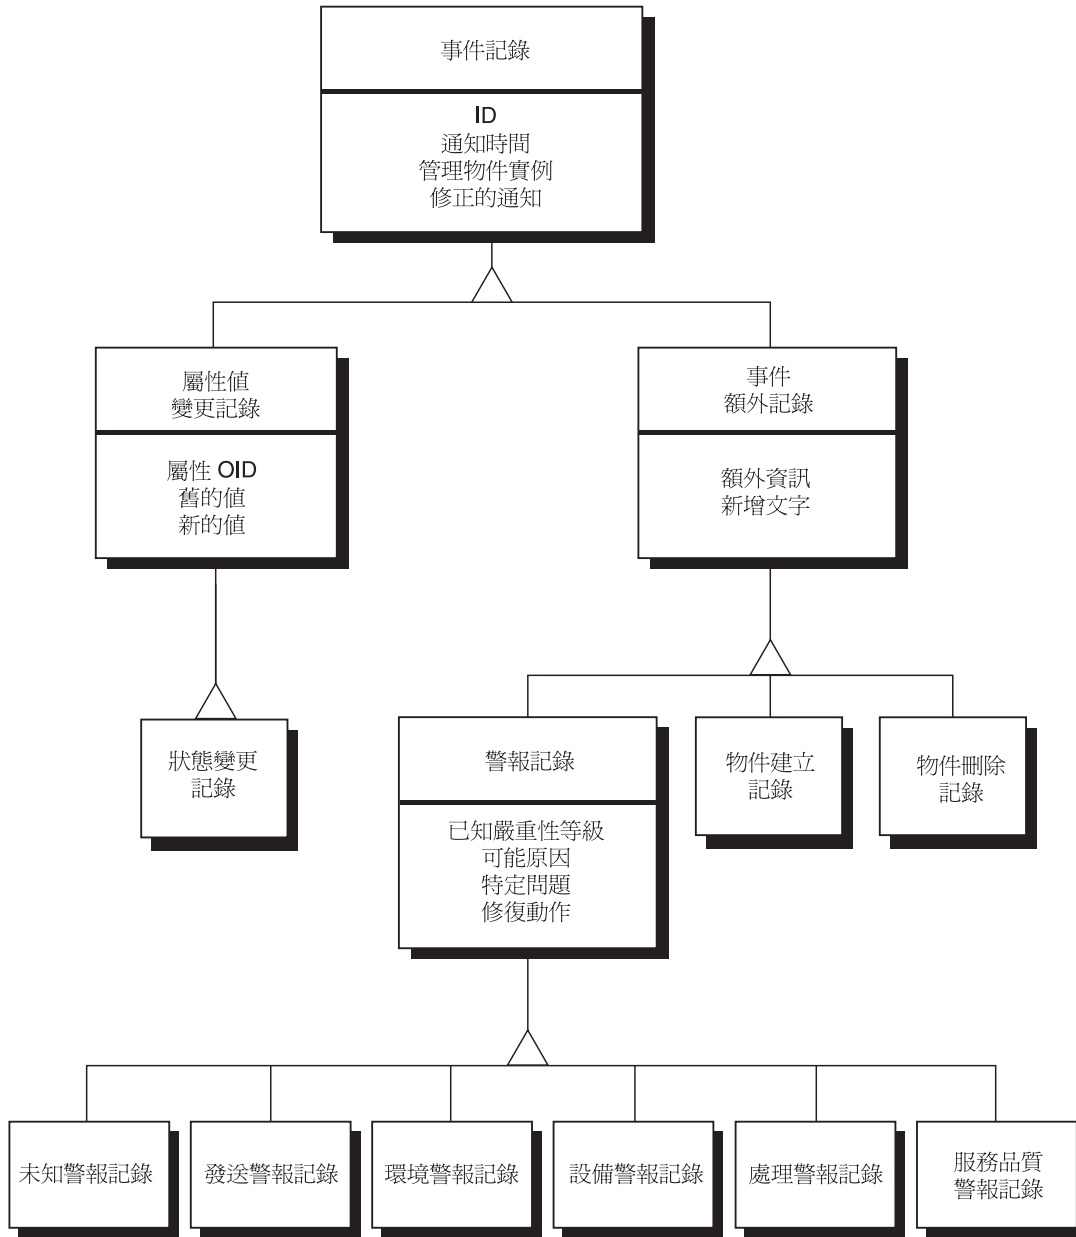 事件記錄
ID
通知時間
管理物件實例
修正的通知
屬性值
變更記錄
屬性 OID
舊的值
新的值
事件
額外記錄
額外資訊
新增文字
狀態變更
記錄
警報記錄
已知嚴重性等級
可能原因
特定問題
修復動作
物件建立
記錄
物件刪除
記錄
未知警報記錄
發送警報記錄
環境警報記錄
設備警報記錄
處理警報記錄
服務品質
警報記錄